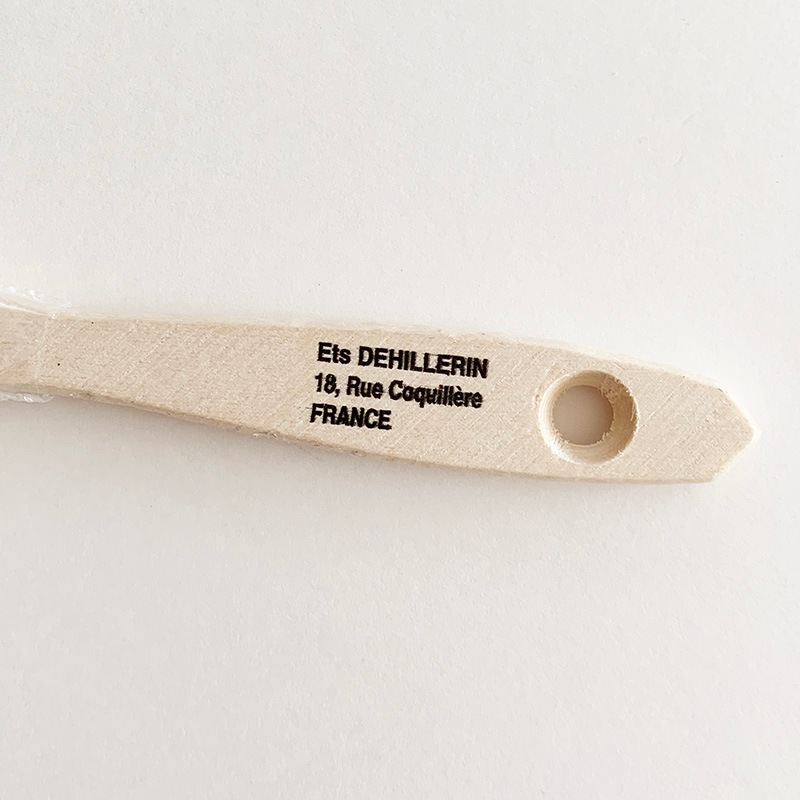 Ets DEHILLERIN
18, Rue Coquillère
FRANCE